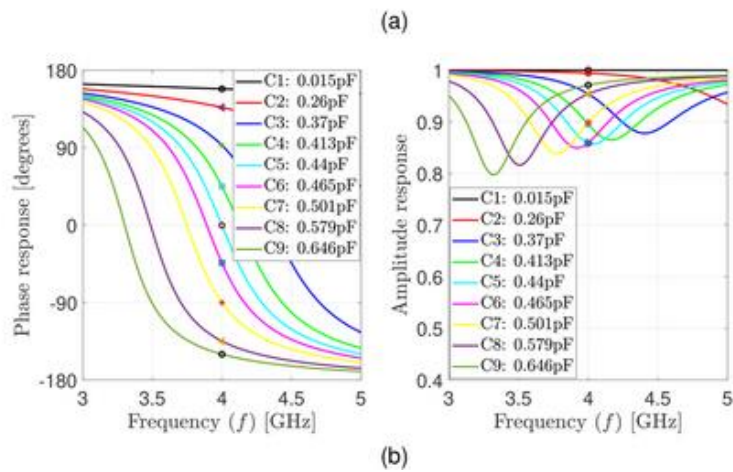 (a)
Phase response [degrees]
180
90
0
-90
-180
C1: 0.015pF
C2: 0.26pF
C3: 0.37pF
C4: 0.413pF
C5: 0.44pF
C6: 0.465pF
C7: 0.501pF
C8: 0.579pF
C9: 0.646pF
3 3.5 4 4.5 5
Frequency (f) [GHz]
Amplitude response
1
0.9
0.8
0.7
0.6
0.5
0.4
C1: 0.015pF
C2: 0.26pF
C3: 0.37pF
C4: 0.413pF
C5: 0.44pF
C6: 0.465pF
C7: 0.501pF
C8: 0.579pF
C9: 0.646pF
3 3.5 4 4.5 5
Frequency (f) [GHz]
(b)